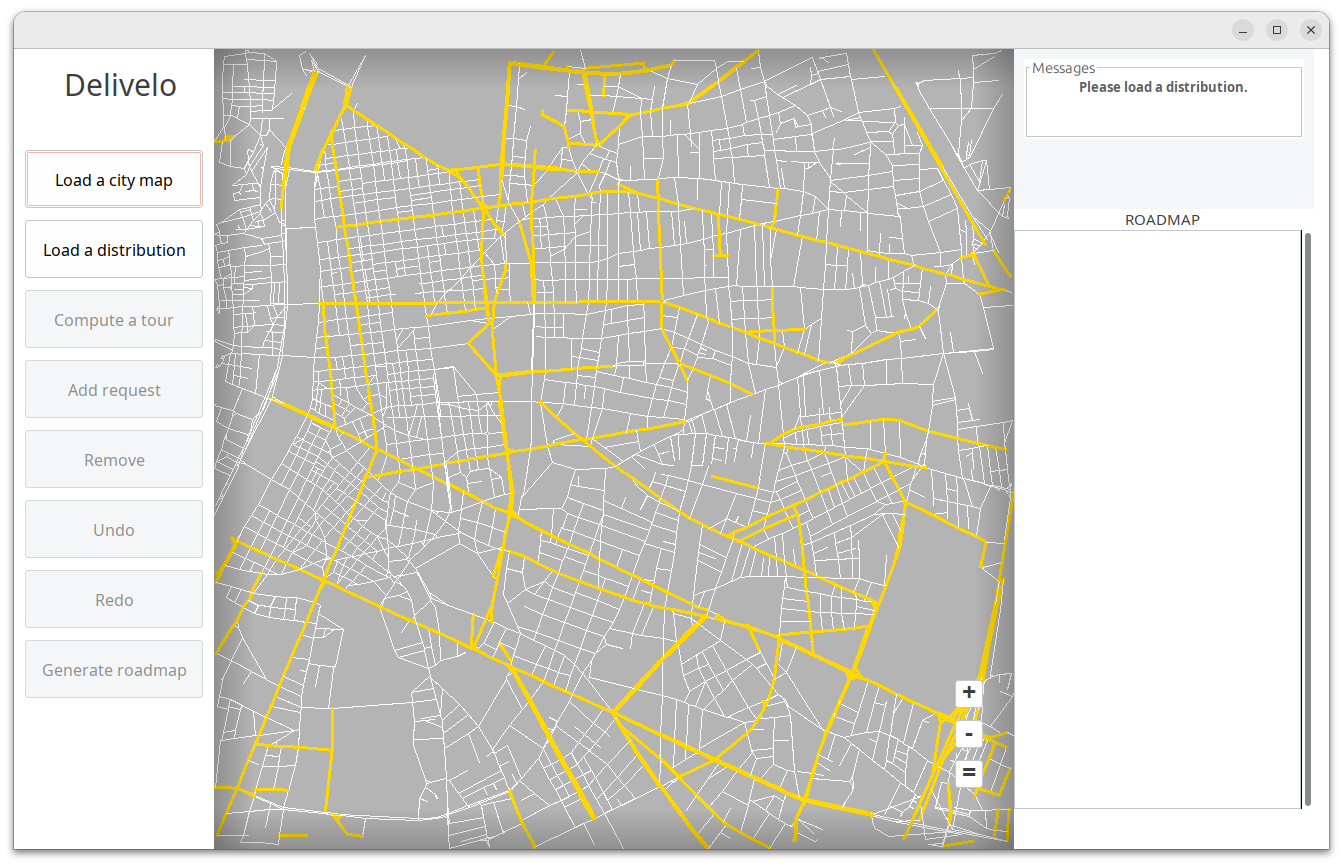 Delivelo
Load a city map
Load a distribution
Compute a tour
Add request
Remove
Undo
Redo
Generate roadmap
+
-
=
Messages
Please load a distribution.
ROADMAP